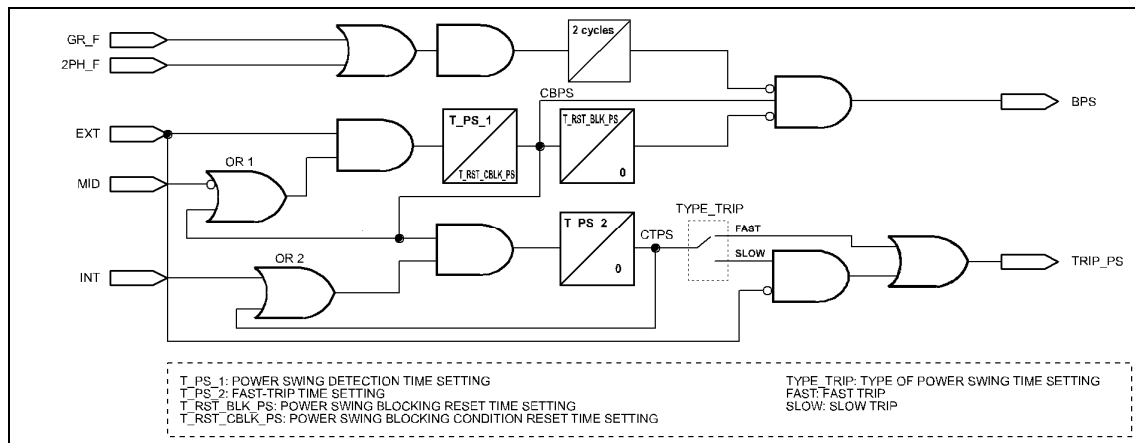 GR_F
2 cycles
2PH_F
CBPS
BPS
EXT
T_PS_1
T_RST_BLK_PS
OR 1
MID
T_RST_CBLK_PS
0
TYPE_TRIP
T PS 2
CTPS
FAST
OR 2
SLOW
TRIP_PS
INT
0
T_PS_1: POWER SWING DETECTION TIME SETTING
T_PS_2: FAST-TRIP TIME SETTING
T_RST_BLK_PS: POWER SWING BLOCKING RESET TIME SETTING
T_RST_CBLK_PS: POWER SWING BLOCKING CONDITION RESET TIME SETTING
TYPE_TRIP: TYPE OF POWER SWING TIME SETTING
FAST: FAST TRIP
SLOW: SLOW TRIP